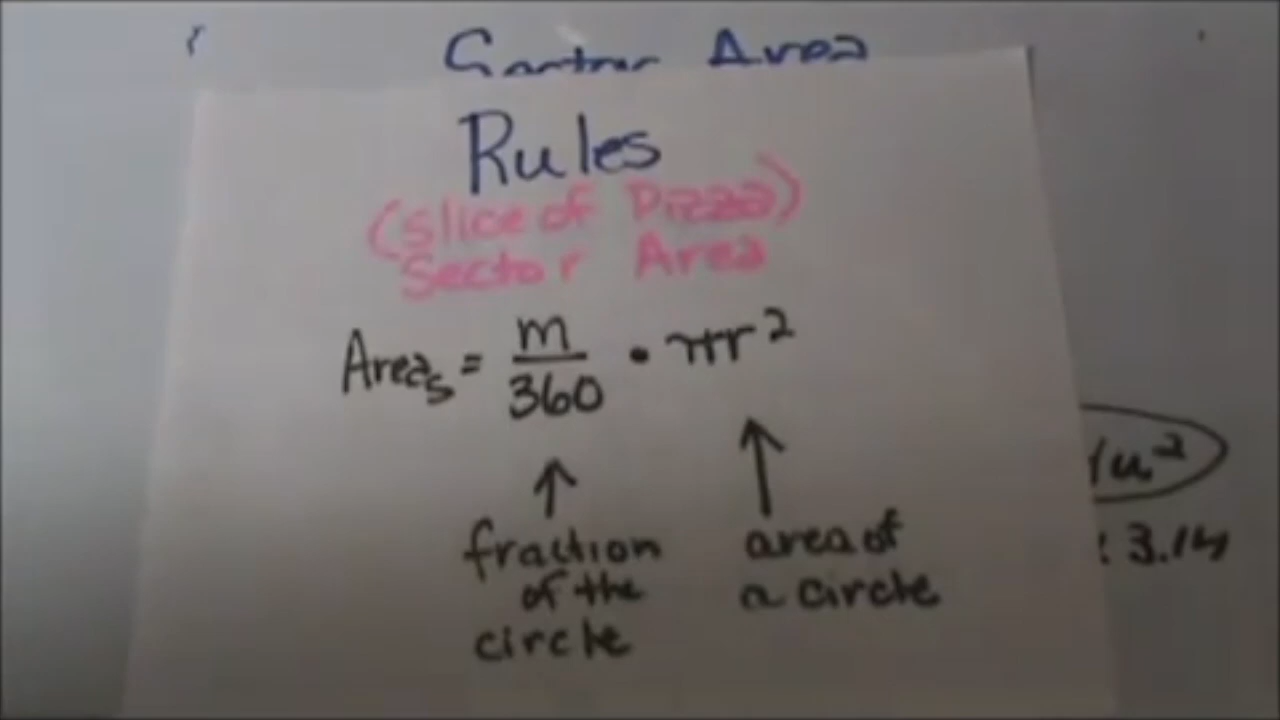 Sector Area
Rules
(slice of Pizza)
Sector Area
Areas = m/360 • πr²
↑ ↑
fraction area of
of the a circle
circle
u²
: 3.14